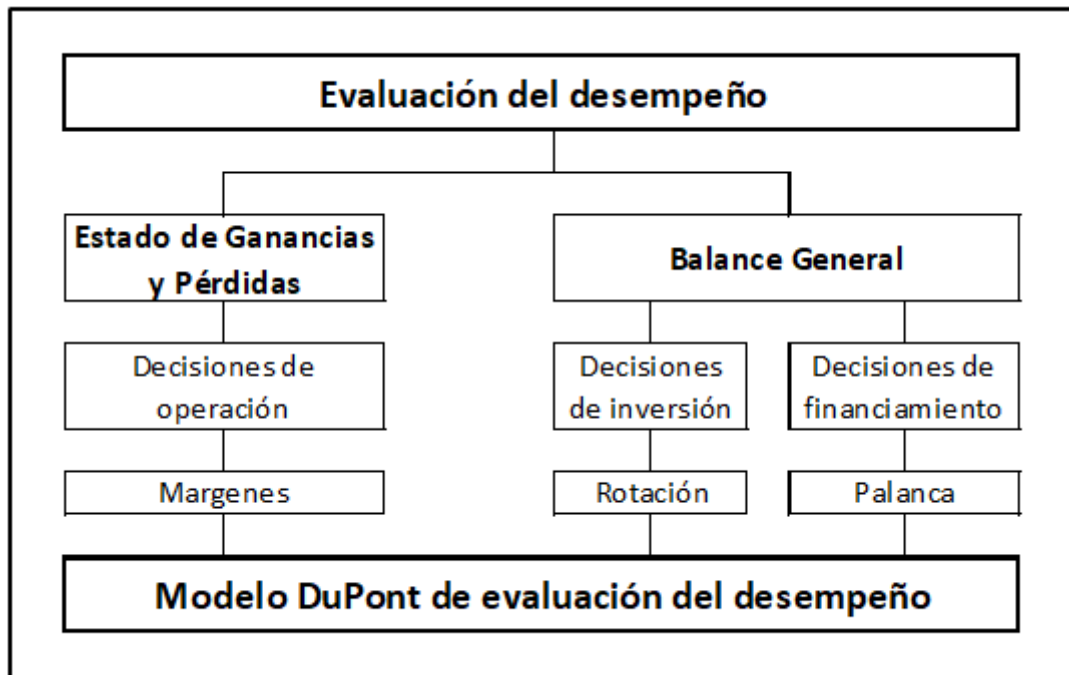 Evaluación del desempeño
Estado de Ganancias
y Pérdidas
Balance General
Decisiones de
operación
Decisiones
de inversión
Decisiones de
financiamiento
Margenes
Rotación
Palanca
Modelo DuPont de evaluación del desempeño